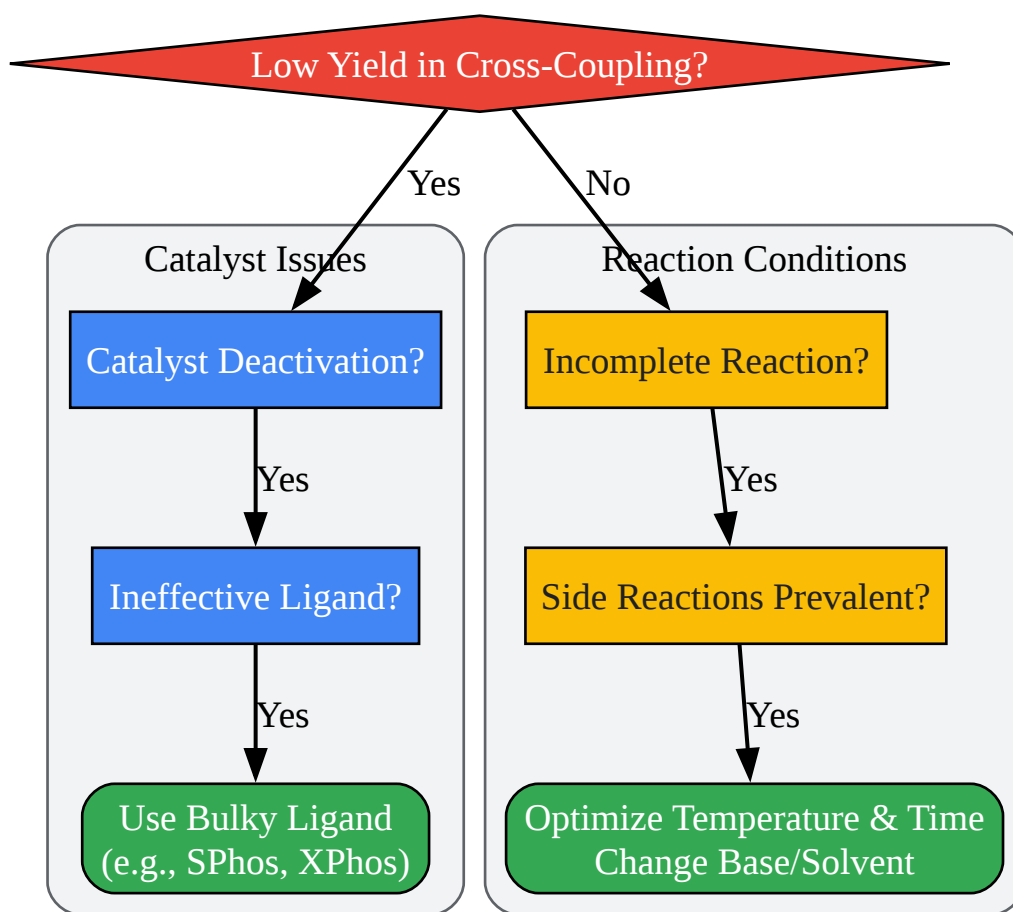 Low Yield in Cross-Coupling?
Yes
No
Catalyst Issues
Reaction Conditions
Catalyst Deactivation?
Incomplete Reaction?
Yes
Yes
Ineffective Ligand?
Side Reactions Prevalent?
Yes
Yes
Use Bulky Ligand
(e.g., SPhos, XPhos)
Optimize Temperature & Time
Change Base/Solvent